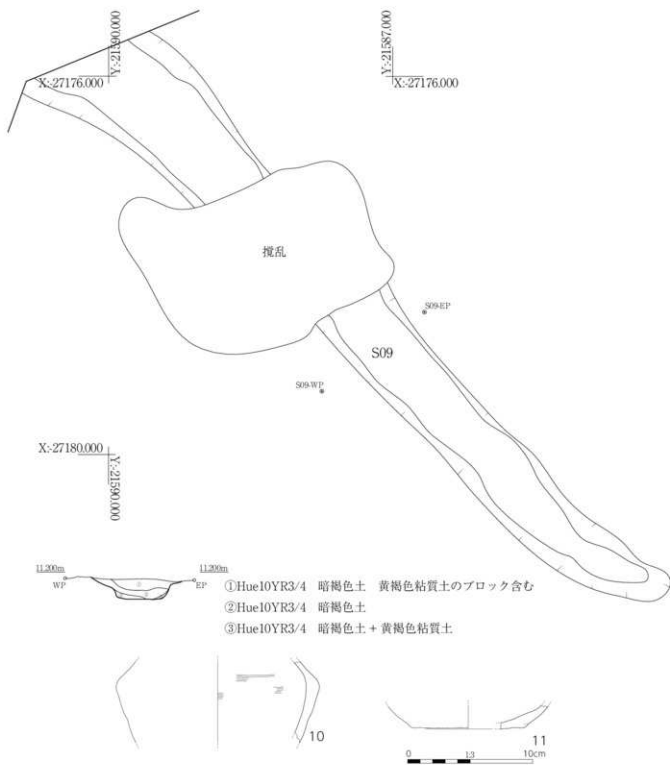 Y:-21590.000
X:-27176.000
Y:-21587.000
X:-27176.000
攪乱
S09-EP
S09
S09-WP
X:-27180.000
Y:-21590.000
11.200m
11.200m
WP
EP
①Hue10YR3/4 暗褐色土 黄褐色粘質土のブロック含む
②Hue10YR3/4 暗褐色土
③Hue10YR3/4 暗褐色土 + 黄褐色粘質土
10
11
0 1:3 10cm